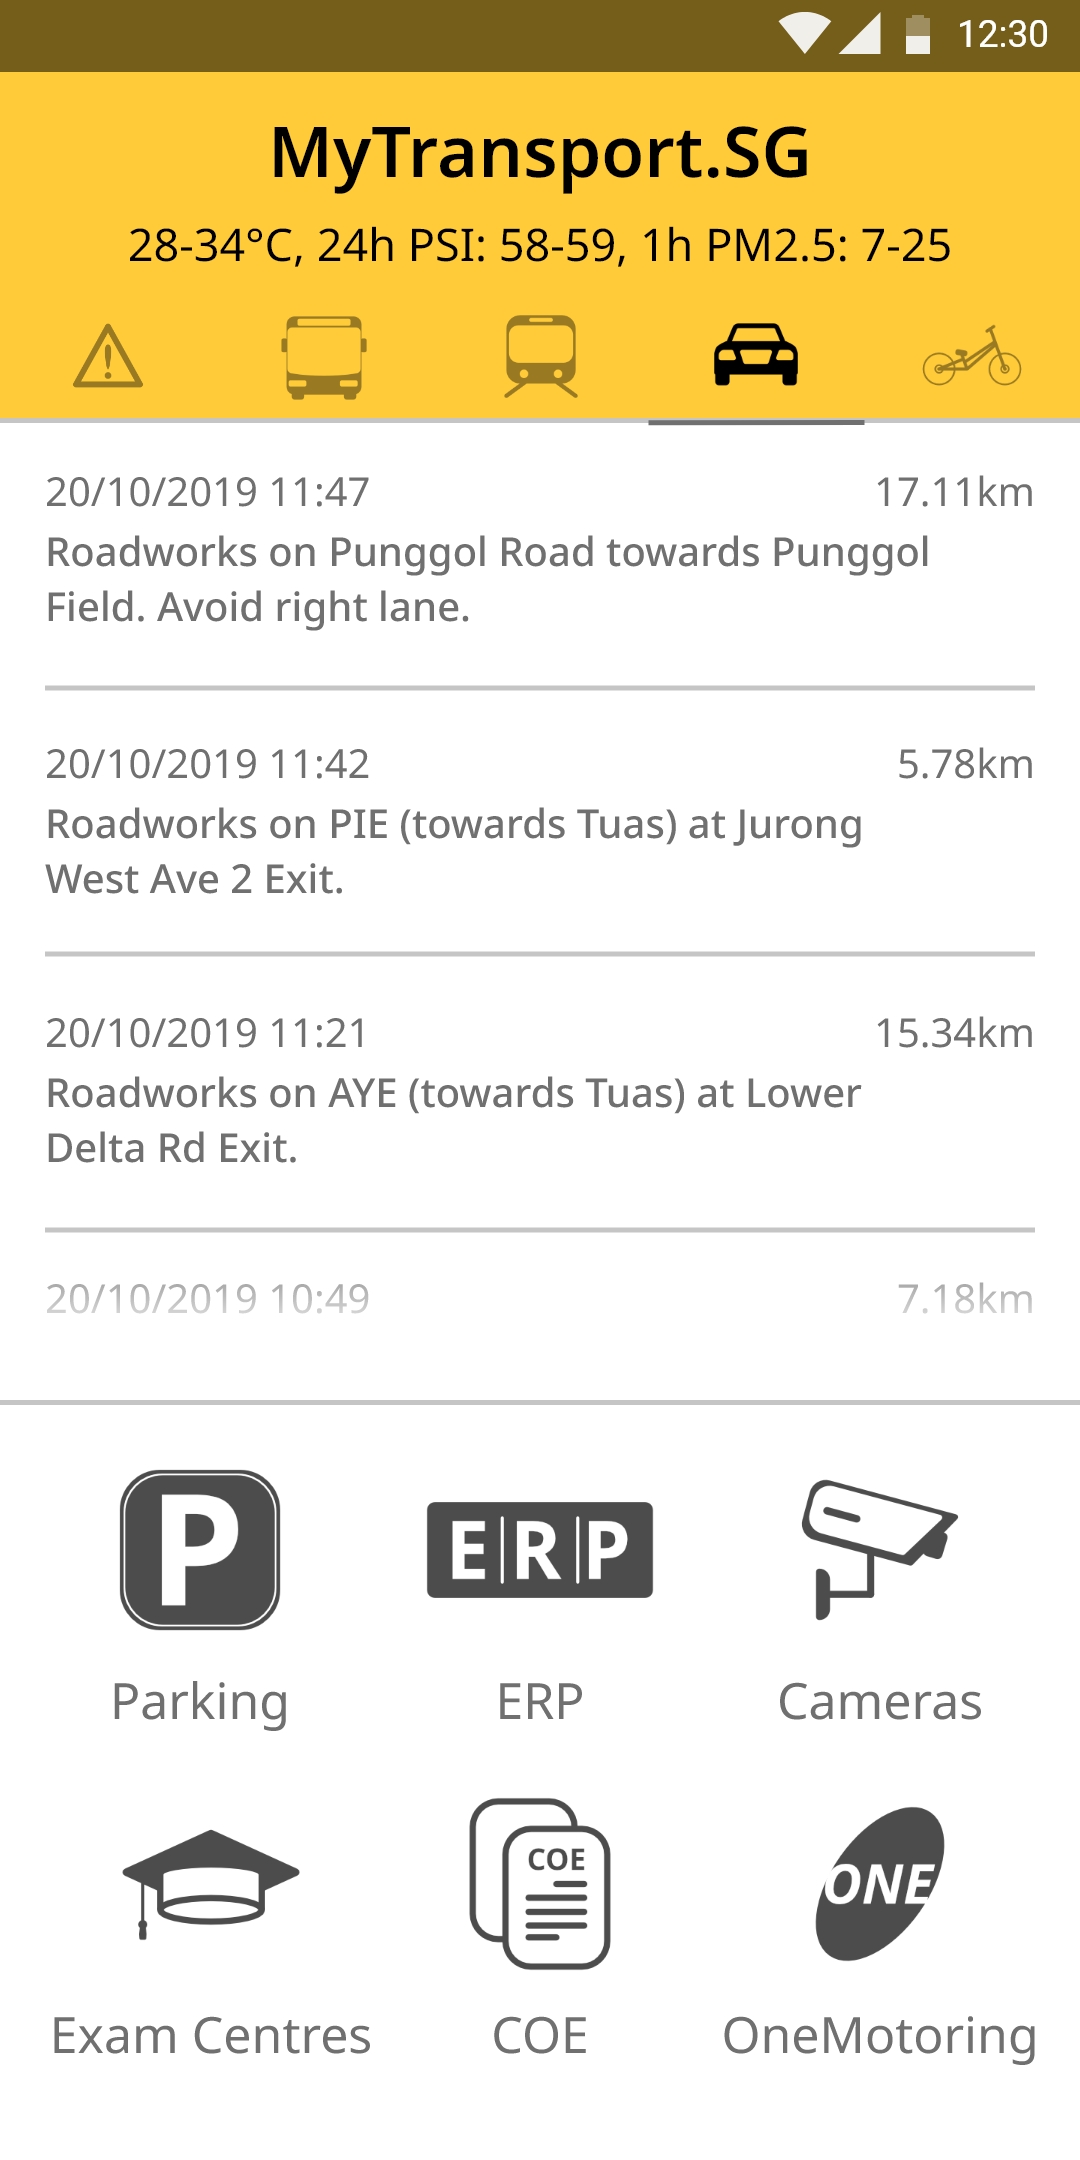 12:30
MyTransport.SG
28-34°C, 24h PSI: 58-59, 1h PM2.5: 7-25
20/10/2019 11:47 17.11km
Roadworks on Punggol Road towards Punggol
Field. Avoid right lane.
20/10/2019 11:42 5.78km
Roadworks on PIE (towards Tuas) at Jurong
West Ave 2 Exit.
20/10/2019 11:21 15.34km
Roadworks on AYE (towards Tuas) at Lower
Delta Rd Exit.
20/10/2019 10:49 7.18km
P E R P
Parking ERP Cameras
COE ONE
Exam Centres COE OneMotoring